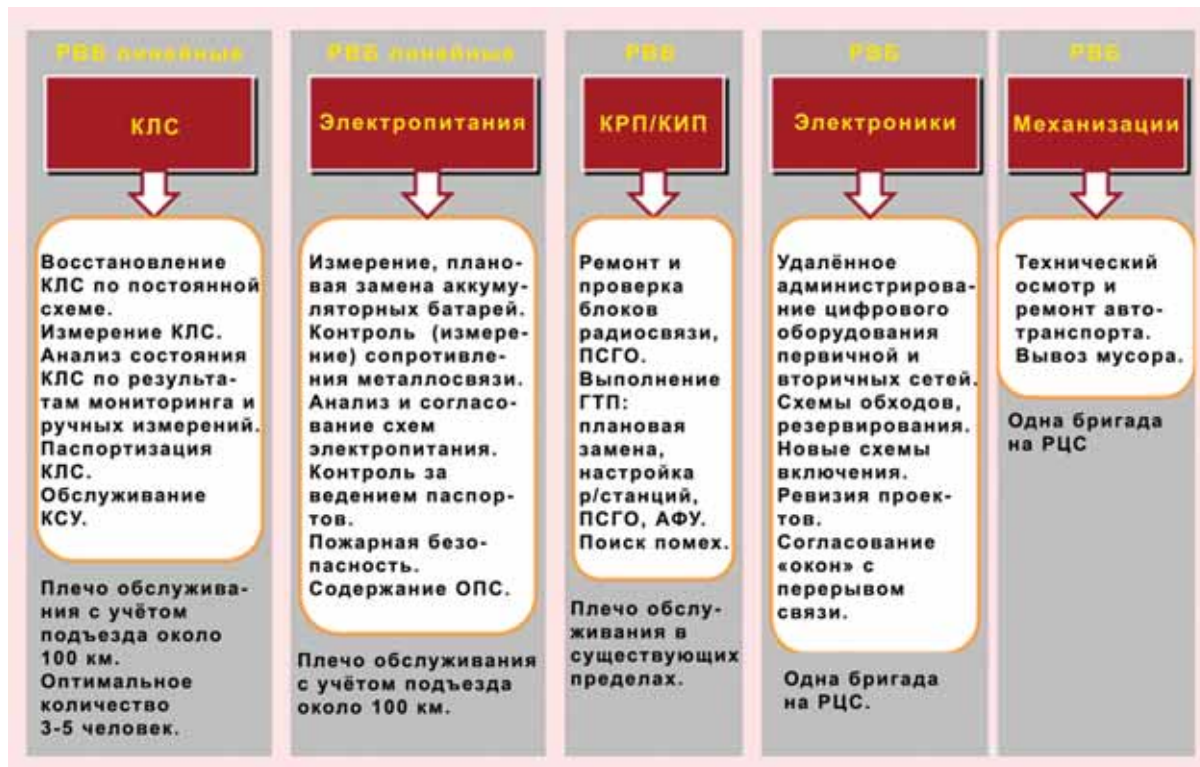 РВБ линейные
КЛС
Восстановление
КЛС по постоянной
схеме.
Измерение КЛС.
Анализ состояния
КЛС по результа-
там мониторинга и
ручных измерений.
Паспортизация
КЛС.
Обслуживание
КСУ.
Плечо обслужива-
ния с учётом
подъезда около
100 км.
Оптимальное
количество
3-5 человек.
РВБ линейные
Электропитания
Измерение, плано-
вая замена аккуму-
ляторных батарей.
Контроль (измере-
ние) сопротивле-
ния металлосвязи.
Анализ и согласо-
вание схем
электропитания.
Контроль за
ведением паспор-
тов.
Пожарная безо-
пасность.
Содержание ОПС.
Плечо обслуживания
с учётом подъезда
около 100 км.
РВБ
КРП/КИП
Ремонт и
проверка
блоков
радиосвязи,
ПСГО.
Выполнение
ГТП:
плановая
замена,
настройка
р/станций,
ПСГО, АФУ.
Поиск помех.
Плечо обслу-
живания в
существующих
пределах.
РВБ
Электроники
Удалённое
администрирова-
ние цифрового
оборудования
первичной и
вторичных сетей.
Схемы обходов,
резервирования.
Новые схемы
включения.
Ревизия проек-
тов.
Согласование
«окон» с
перерывом
связи.
Одна бригада
на РЦС.
РВБ
Механизации
Технический
осмотр и
ремонт авто-
транспорта.
Вывоз мусора.
Одна бригада
на РЦС